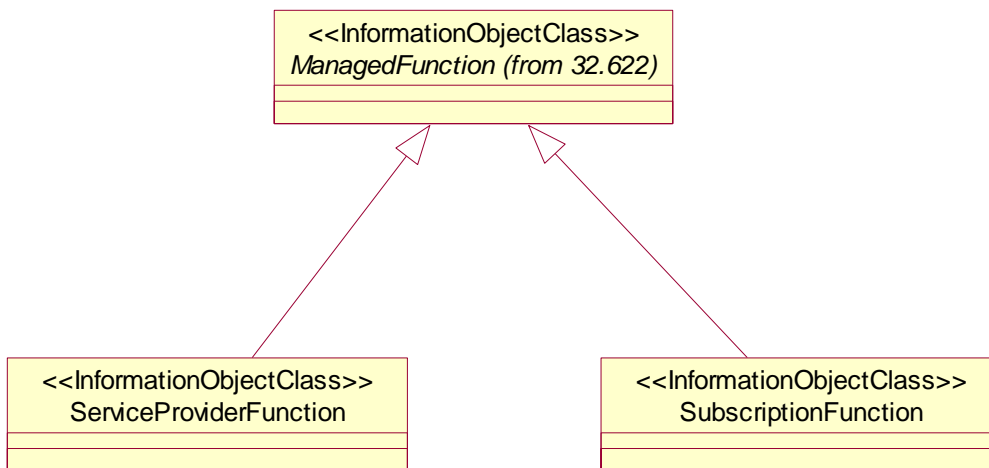 <<InformationObjectClass>>
ManagedFunction (from 32.622)
<<InformationObjectClass>>
ServiceProviderFunction
<<InformationObjectClass>>
SubscriptionFunction